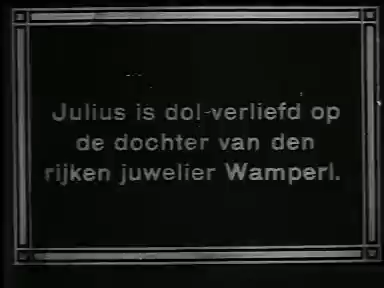 Julius is dol verliefd op
de dochter van den
rijken juwelier Wamperl.